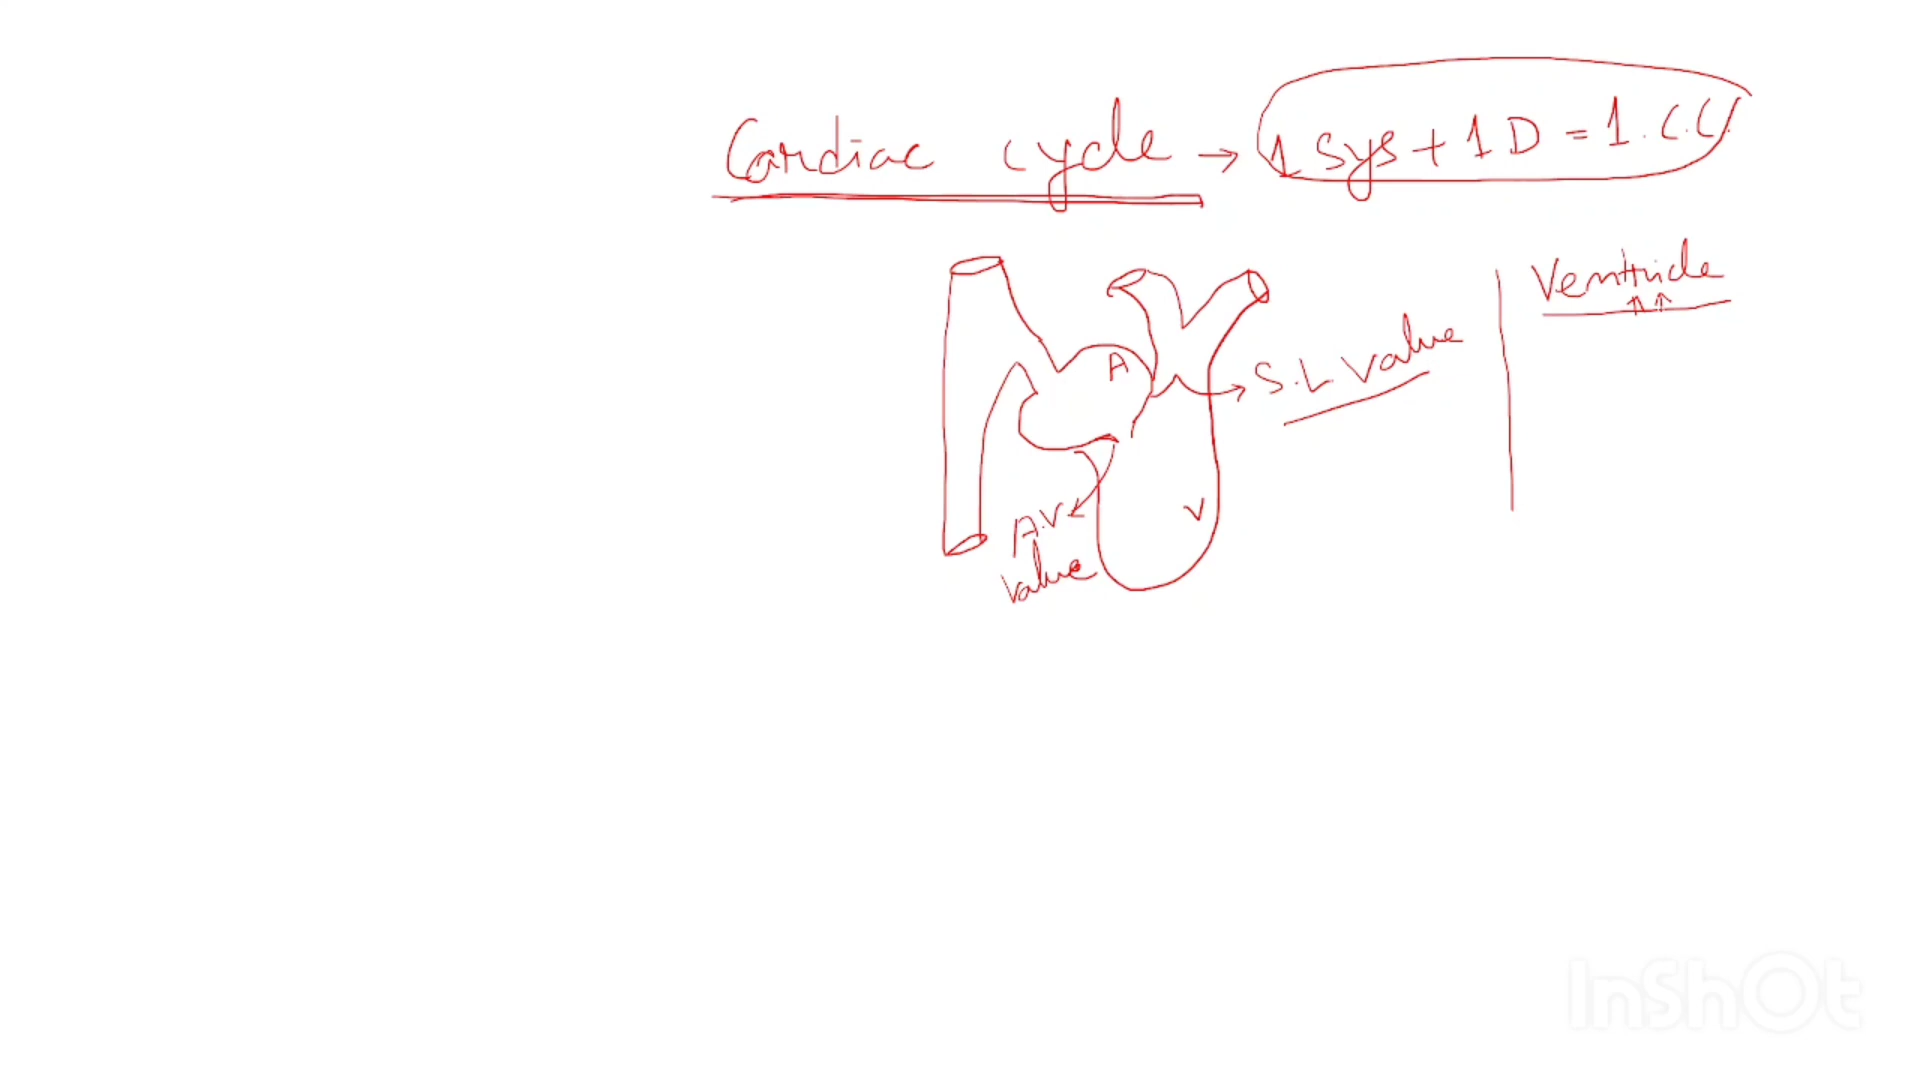 Cardiac cycle → 1 Sys + 1 D = 1. C.C.
Ventricle
↑↑
A
S.L. Valve
V
A.V
Valve
InShOt